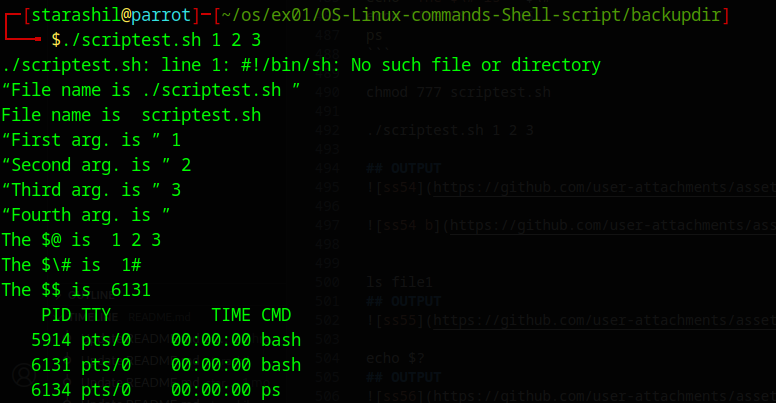 ┌─[starashil@parrot]─[~/os/ex01/OS-Linux-commands-Shell-script/backupdir]
└──╼ $./scriptest.sh 1 2 3
./scriptest.sh: line 1: #!/bin/sh: No such file or directory
“File name is ./scriptest.sh ”
File name is  scriptest.sh
“First arg. is ” 1
“Second arg. is ” 2
“Third arg. is ” 3
“Fourth arg. is ”
The $@ is  1 2 3
The $\# is  1#
The $$ is  6131
    PID TTY          TIME CMD
   5914 pts/0    00:00:00 bash
   6131 pts/0    00:00:00 bash
   6134 pts/0    00:00:00 ps
487 ps
490 chmod 777 scriptest.sh
491
492 ./scriptest.sh 1 2 3
493
494 ## OUTPUT
495 ![ss54](https://github.com/user-attachments/asset
496
497 ![ss54 b](https://github.com/user-attachments/ass
498
499
500 ls file1
501 ## OUTPUT
502 ![ss55](https://github.com/user-attachments/asset
503
504 echo $?
505 ## OUTPUT
506 ![ss56](https://github.com/user-attachments/asset